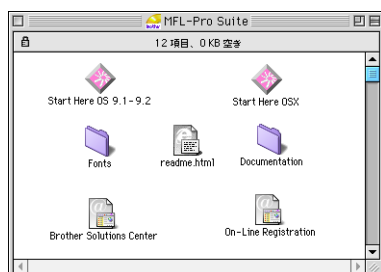 MFL-Pro Suite
12 項目、0 KB 空き
Start Here OS 9.1-9.2
Start Here OSX
Fonts
readme.html
Documentation
Brother Solutions Center
On-Line Registration